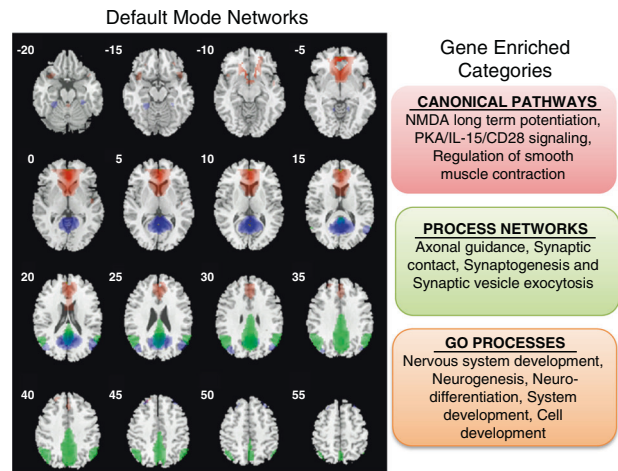 Default Mode Networks
-20
-15
-10
-5
0
5
10
15
20
25
30
35
40
45
50
55
Gene Enriched
Categories
CANONICAL PATHWAYS
NMDA long term potentiation,
PKA/IL-15/CD28 signaling,
Regulation of smooth
muscle contraction
PROCESS NETWORKS
Axonal guidance, Synaptic
contact, Synaptogenesis and
Synaptic vesicle exocytosis
GO PROCESSES
Nervous system development,
Neurogenesis, Neuro-
differentiation, System
development, Cell
development